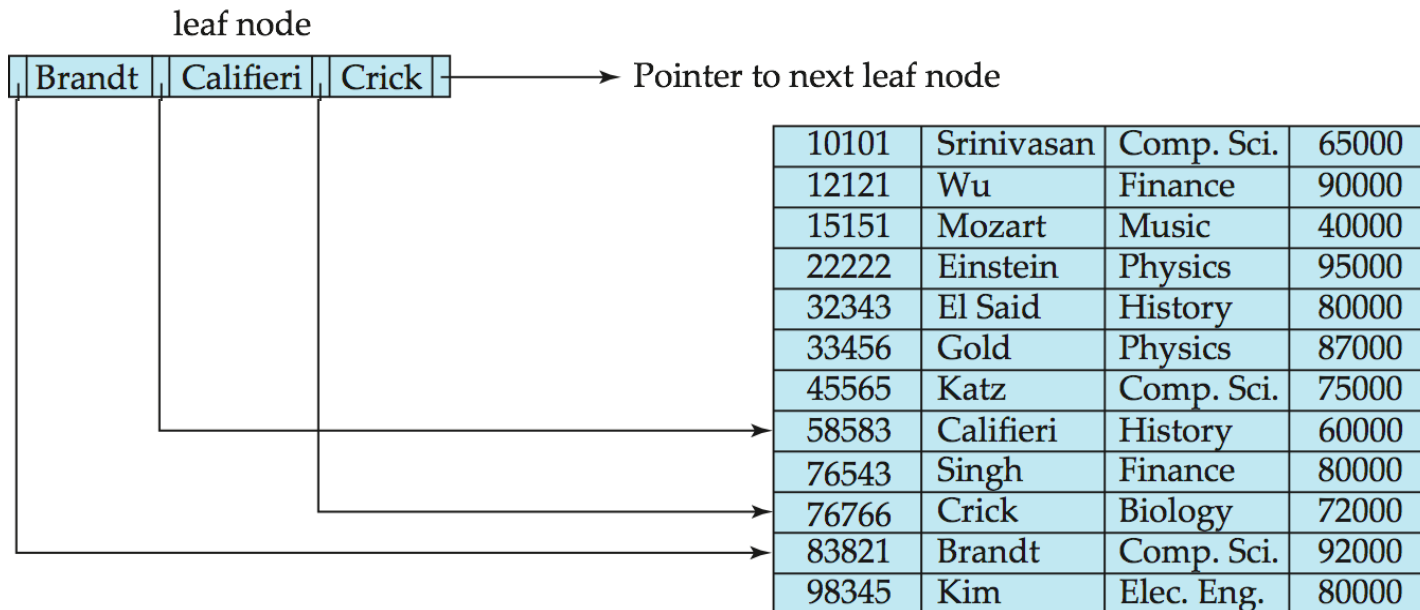 leaf node
Brandt Califieri Crick Pointer to next leaf node
10101 Srinivasan Comp. Sci. 65000
12121 Wu Finance 90000
15151 Mozart Music 40000
22222 Einstein Physics 95000
32343 El Said History 80000
33456 Gold Physics 87000
45565 Katz Comp. Sci. 75000
58583 Califieri History 60000
76543 Singh Finance 80000
76766 Crick Biology 72000
83821 Brandt Comp. Sci. 92000
98345 Kim Elec. Eng. 80000